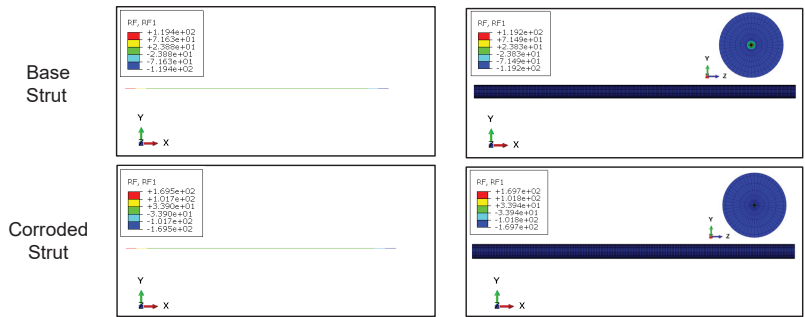 Base
Strut
RF, RF1
+1.194e+02
+7.163e+01
+2.388e+01
-2.388e+01
-7.163e+01
-1.194e+02
Y
Z
X
RF, RF1
+1.192e+02
+7.149e+01
+2.383e+01
-2.383e+01
-7.149e+01
-1.192e+02
Y
Z
Y
Z
X
Corroded
Strut
RF, RF1
+1.695e+02
+1.017e+02
+3.390e+01
-3.390e+01
-1.017e+02
-1.695e+02
Y
Z
X
RF, RF1
+1.697e+02
+1.018e+02
+3.394e+01
-3.394e+01
-1.018e+02
-1.697e+02
Y
Z
Y
Z
X